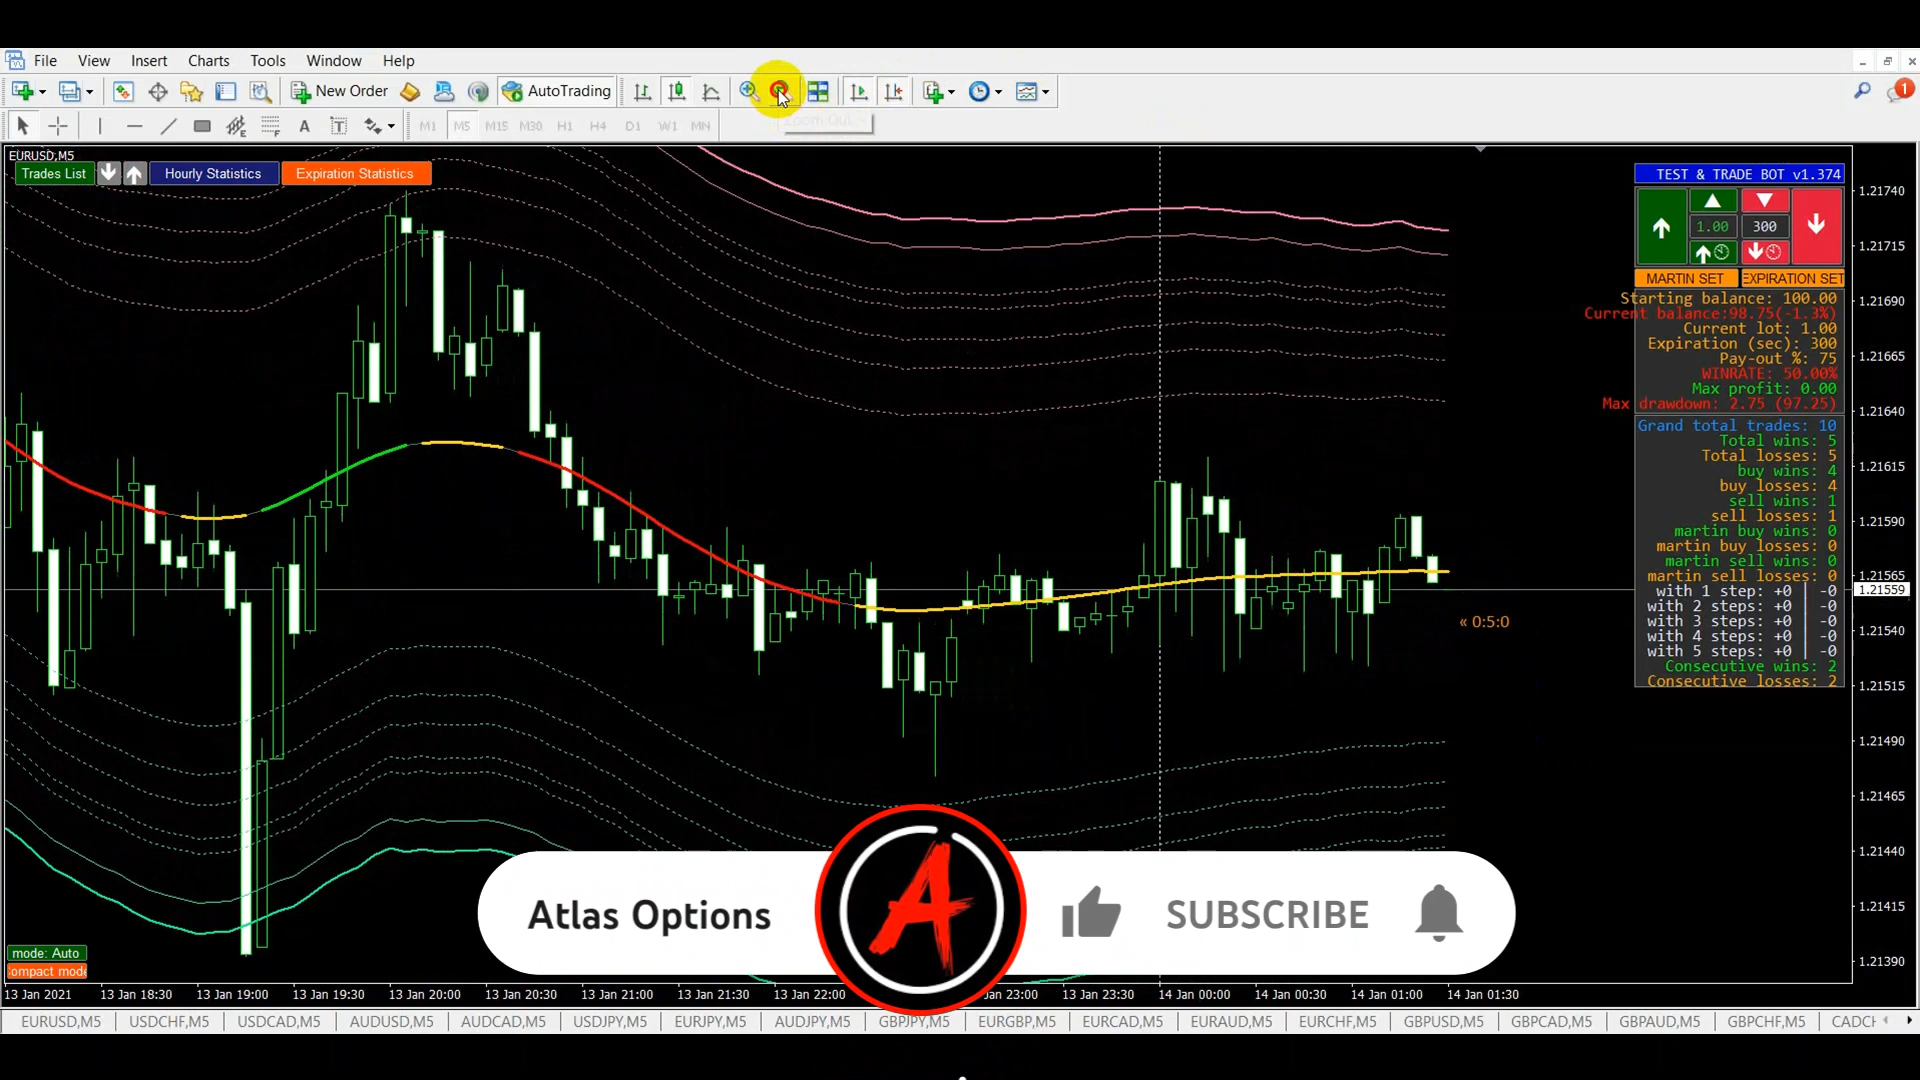 File View Insert Charts Tools Window Help
New Order AutoTrading 1
Zoom Out
A T M1 M5 M15 M30 H1 H4 D1 W1 MN
EURUSD,M5
Trades List Hourly Statistics Expiration Statistics
TEST & TRADE BOT v1.374
1.00 300
MARTIN SET EXPIRATION SET
Starting balance: 100.00
Current balance:98.75(-1.3%)
Current lot: 1.00
Expiration (sec): 300
Pay-out %: 75
WINRATE: 50.00%
Max profit: 0.00
Max drawdown: 2.75 (97.25)
Grand total trades: 10
Total wins: 5
Total losses: 5
buy wins: 4
buy losses: 4
sell wins: 1
sell losses: 1
martin buy wins: 0
martin buy losses: 0
martin sell wins: 0
martin sell losses: 0
with 1 step: +0 | -0
with 2 steps: +0 | -0
with 3 steps: +0 | -0
with 4 steps: +0 | -0
with 5 steps: +0 | -0
Consecutive wins: 2
Consecutive losses: 2
1.21740
1.21715
1.21690
1.21665
1.21640
1.21615
1.21590
1.21565
1.21559
1.21540
1.21515
1.21490
1.21465
1.21440
1.21415
1.21390
« 0:5:0
Atlas Options A SUBSCRIBE
mode: Auto
ompact mode
13 Jan 2021 13 Jan 18:30 13 Jan 19:00 13 Jan 19:30 13 Jan 20:00 13 Jan 20:30 13 Jan 21:00 13 Jan 21:30 13 Jan 22:00 Jan 23:00 13 Jan 23:30 14 Jan 00:00 14 Jan 00:30 14 Jan 01:00 14 Jan 01:30
EURUSD,M5 USDCHF,M5 USDCAD,M5 AUDUSD,M5 AUDCAD,M5 USDJPY,M5 EURJPY,M5 AUDJPY,M5 GBPJPY,M5 EURGBP,M5 EURCAD,M5 EURAUD,M5 EURCHF,M5 GBPUSD,M5 GBPCAD,M5 GBPAUD,M5 GBPCHF,M5 CADCH